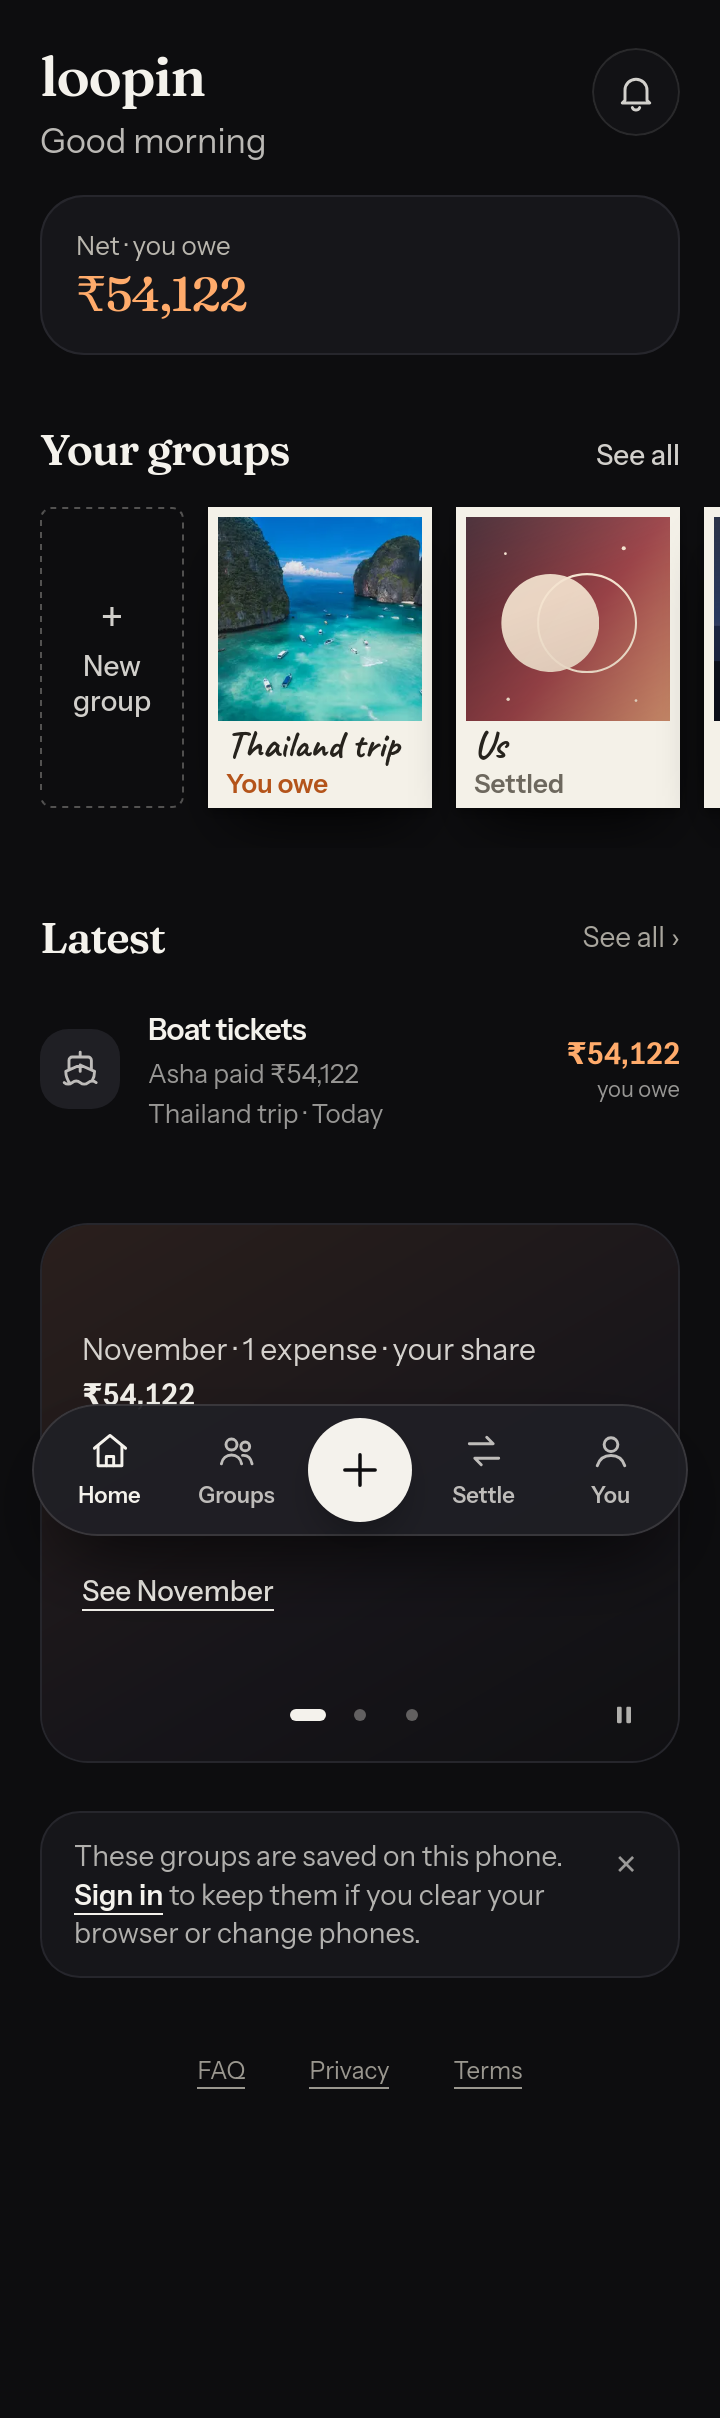 loopin
Good morning
Net · you owe
₹54,122
Your groups
See all
+
New
group
Thailand trip
You owe
Us
Settled
Latest
See all ›
Boat tickets
Asha paid ₹54,122
Thailand trip · Today
₹54,122
you owe
November · 1 expense · your share
₹54,122
Home
Groups
Settle
You
See November
These groups are saved on this phone.
Sign in to keep them if you clear your
browser or change phones.
FAQ
Privacy
Terms